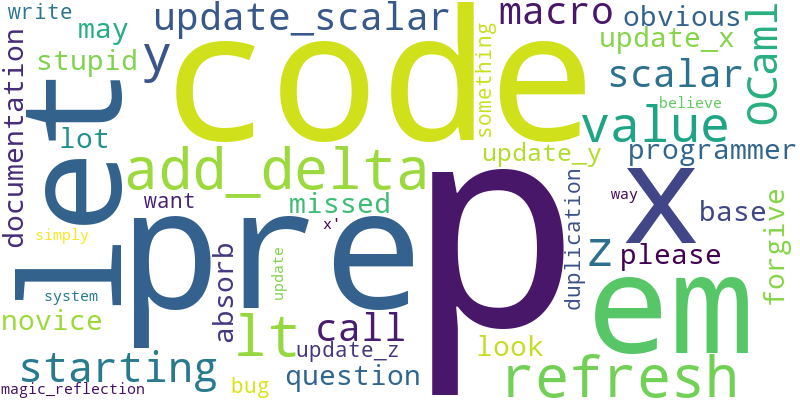 write
update_scalar
macro
obvious
may
y
code
something
update_x
OCaml
stupid
documentation
let
scalar
believe
lot
add_delta
value
update_y
programmer
p
x
want
missed
duplication
way
base
pre
x'
simply
absorb
update
z
please
forgive
system
em
novice
lt
call
starting
update_z
look
question
refresh
magic_reflection
bug